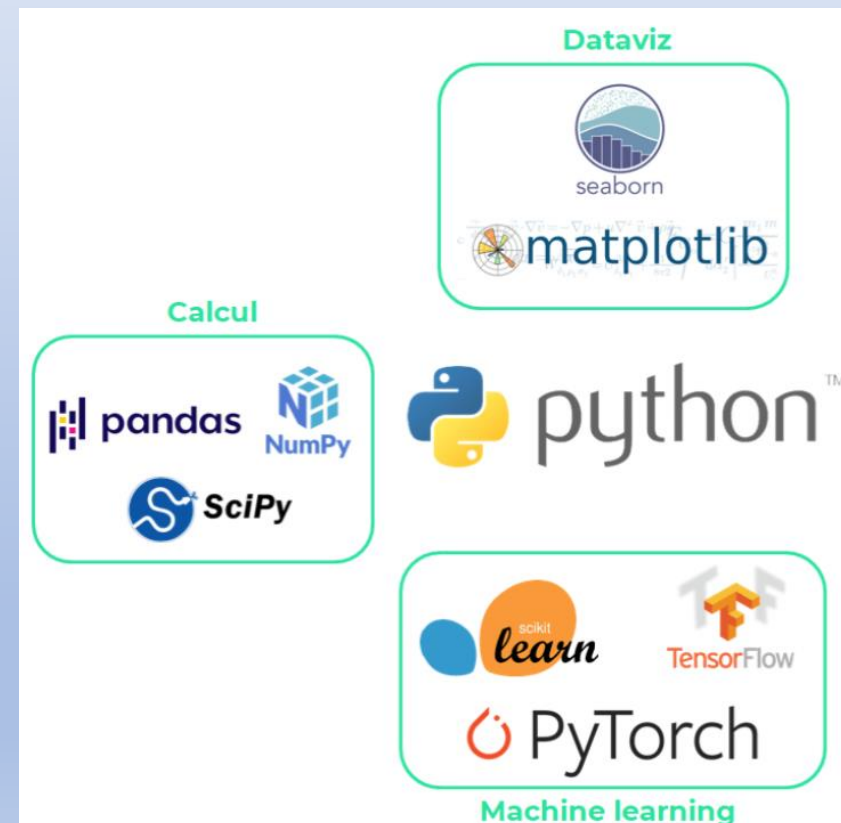 Dataviz
seaborn
matplotlib
Calcul
pandas
NumPy
SciPy
python™
scikit
learn
TensorFlow
PyTorch
Machine learning